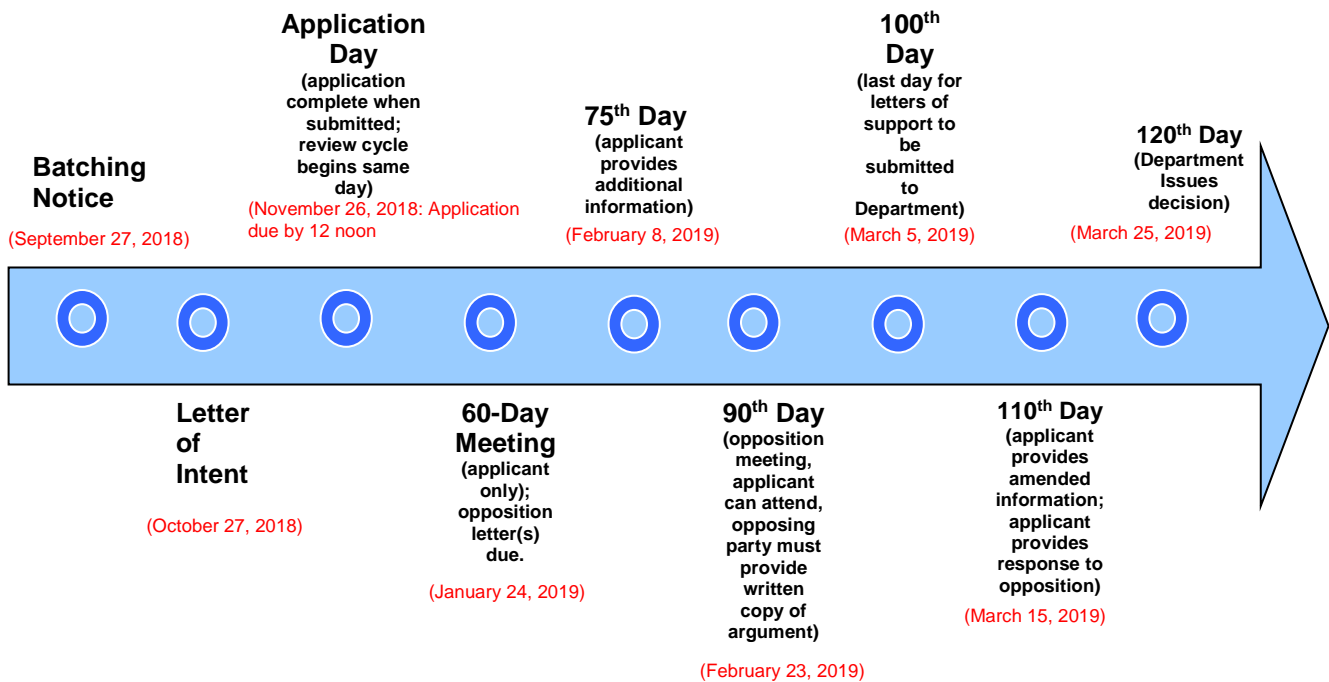 Batching
Notice
(September 27, 2018)
Letter
of
Intent
(October 27, 2018)
Application
Day
(application
complete when
submitted;
review cycle
begins same
day)
(November 26, 2018: Application
due by 12 noon
60-Day
Meeting
(applicant
only);
opposition
letter(s)
due.
(January 24, 2019)
75th Day
(applicant
provides
additional
information)
(February 8, 2019)
90th Day
(opposition
meeting,
applicant
can attend,
opposing
party must
provide
written
copy of
argument)
(February 23, 2019)
100th
Day
(last day for
letters of
support to
be
submitted
to
Department)
(March 5, 2019)
110th Day
(applicant
provides
amended
information;
applicant
provides
response to
opposition)
(March 15, 2019)
120th Day
(Department
Issues
decision)
(March 25, 2019)